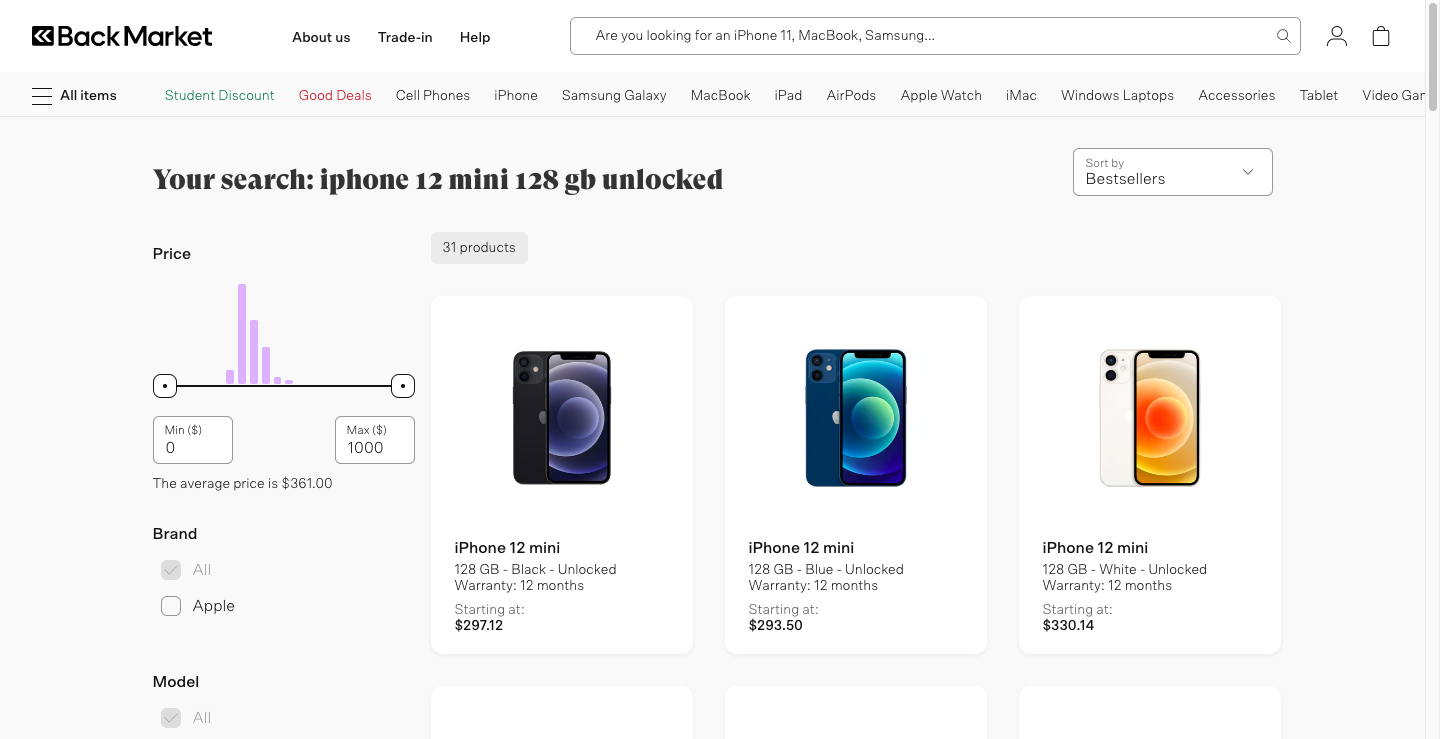 Back Market
About us
Trade-in
Help
Are you looking for an iPhone 11, MacBook, Samsung...
All items
Student Discount
Good Deals
Cell Phones
iPhone
Samsung Galaxy
MacBook
iPad
AirPods
Apple Watch
iMac
Windows Laptops
Accessories
Tablet
Video Gar
Your search: iphone 12 mini 128 gb unlocked
Sort by
Bestsellers
Price
Min ($)
0
Max ($)
1000
The average price is $361.00
Brand
All
Apple
Model
All
31 products
iPhone 12 mini
128 GB - Black - Unlocked
Warranty: 12 months
Starting at:
$297.12
iPhone 12 mini
128 GB - Blue - Unlocked
Warranty: 12 months
Starting at:
$293.50
iPhone 12 mini
128 GB - White - Unlocked
Warranty: 12 months
Starting at:
$330.14